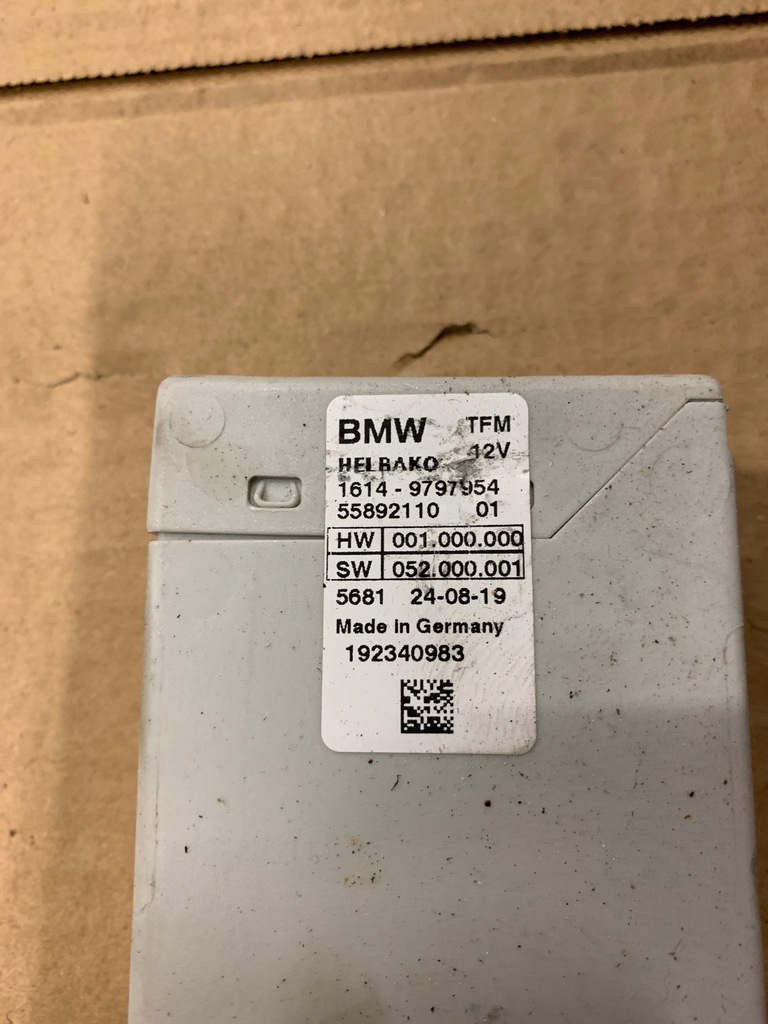 BMW TFM
12V
HELBAKO
1614 - 9797954
55892110 01
HW 001.000.000
SW 052.000.001
5681 24-08-19
Made in Germany
192340983